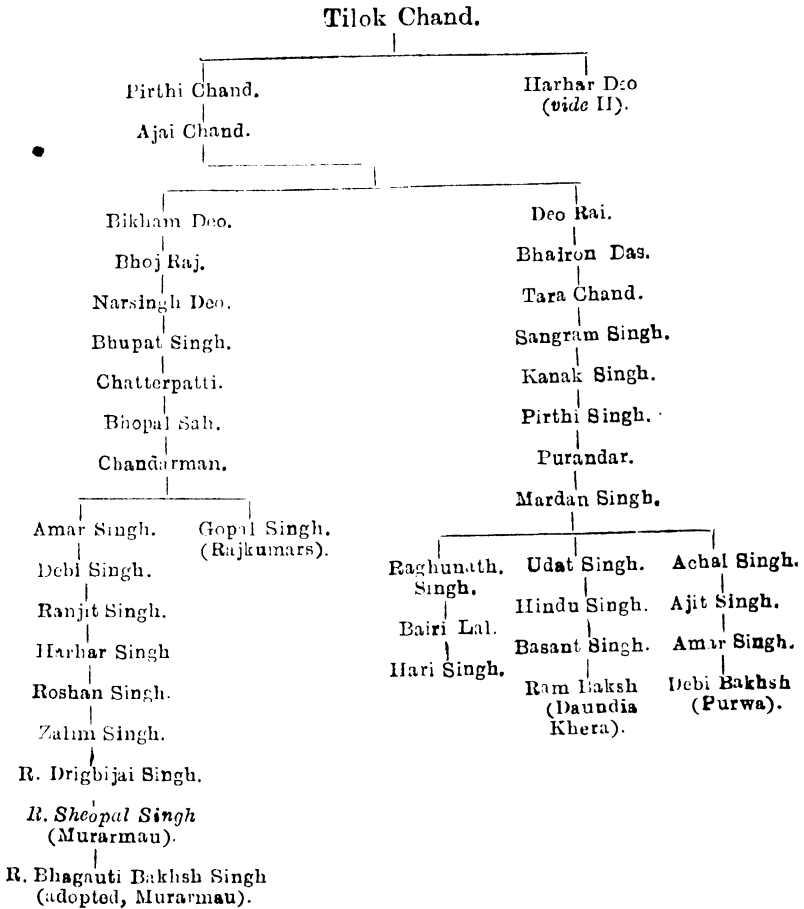 Tilok Chand.
Pirthi Chand.
Harhar Deo
(vide II).
Ajai Chand.
Bikham Deo.
Bhoj Raj.
Narsingh Deo.
Bhupat Singh.
Chatterpatti.
Bhopal Sah.
Chandarman.
Deo Rai.
Bhairon Das.
Tara Chand.
Sangram Singh.
Kanak Singh.
Pirthi Singh.
Purandar.
Mardan Singh.
Amar Singh.
Debi Singh.
Ranjit Singh.
Harhar Singh
Roshan Singh.
Zalim Singh.
R. Drigbijai Singh.
R. Sheopal Singh
(Murarmau).
R. Bhagauti Bakhsh Singh
(adopted, Murarmau).
Gopal Singh.
(Rajkumars).
Raghunath.
Singh.
Bairi Lal.
Hari Singh.
Udat Singh.
Hindu Singh.
Basant Singh.
Ram Baksh
(Daundia
Khera).
Achal Singh.
Ajit Singh.
Amar Singh.
Debi Bakhsh
(Purwa).